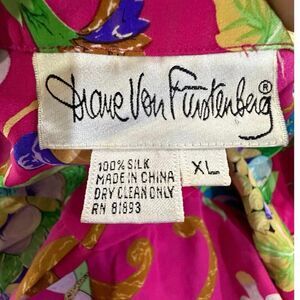 Diane Von Furstenberg®
100% SILK
MADE IN CHINA
DRY CLEAN ONLY
RN 81893
XL